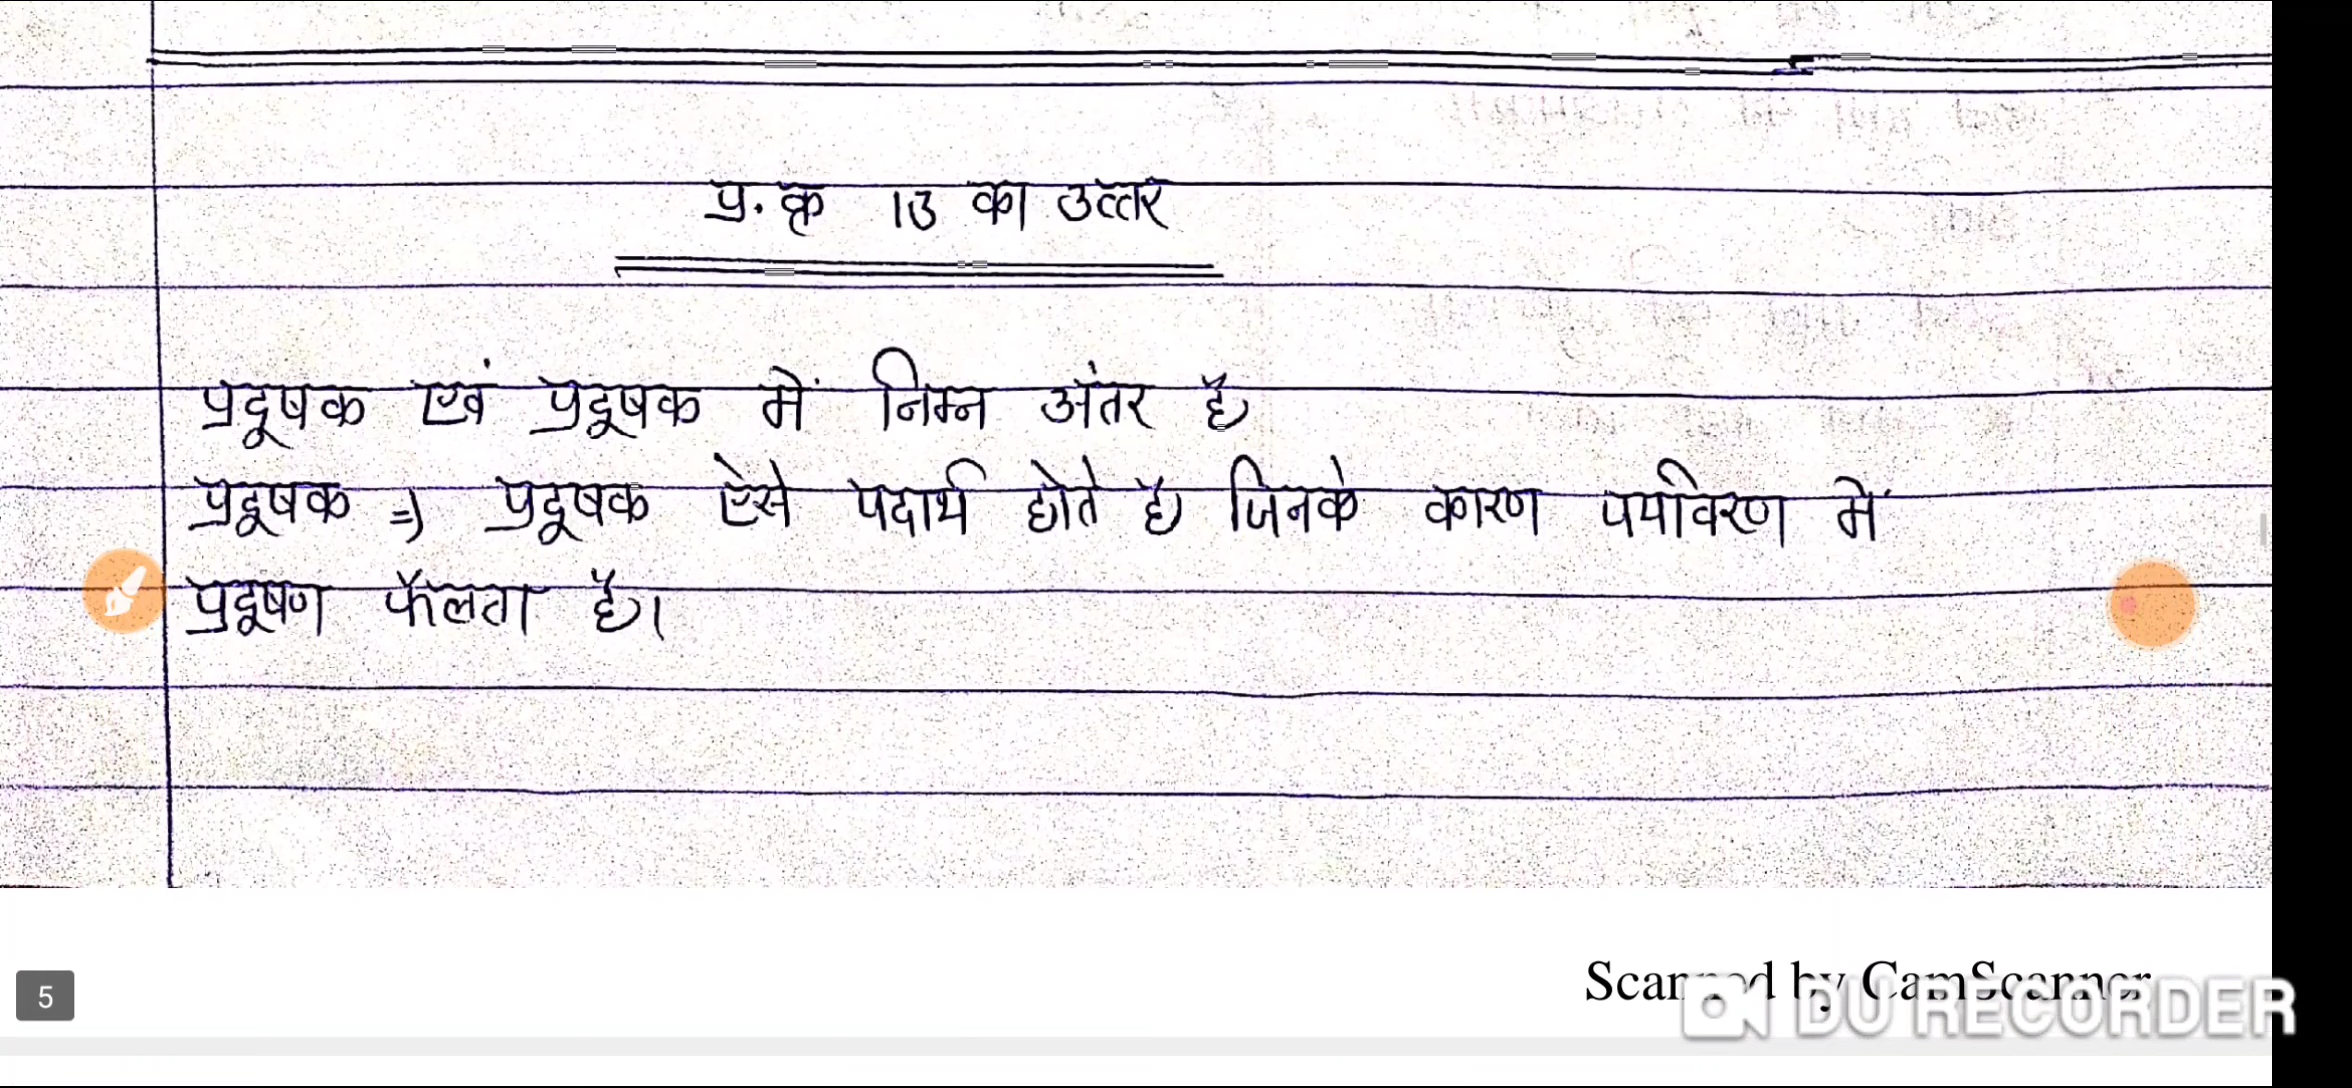 प्र. क्र 13 का उत्तर
प्रदूषक एवं प्रदूषक में निम्न अंतर है
प्रदूषक => प्रदूषक ऐसे पदार्थ होते है जिनके कारण पर्यावरण में
प्रदूषण फैलता है।
5
Scanned by CamScanner
DU RECORDER